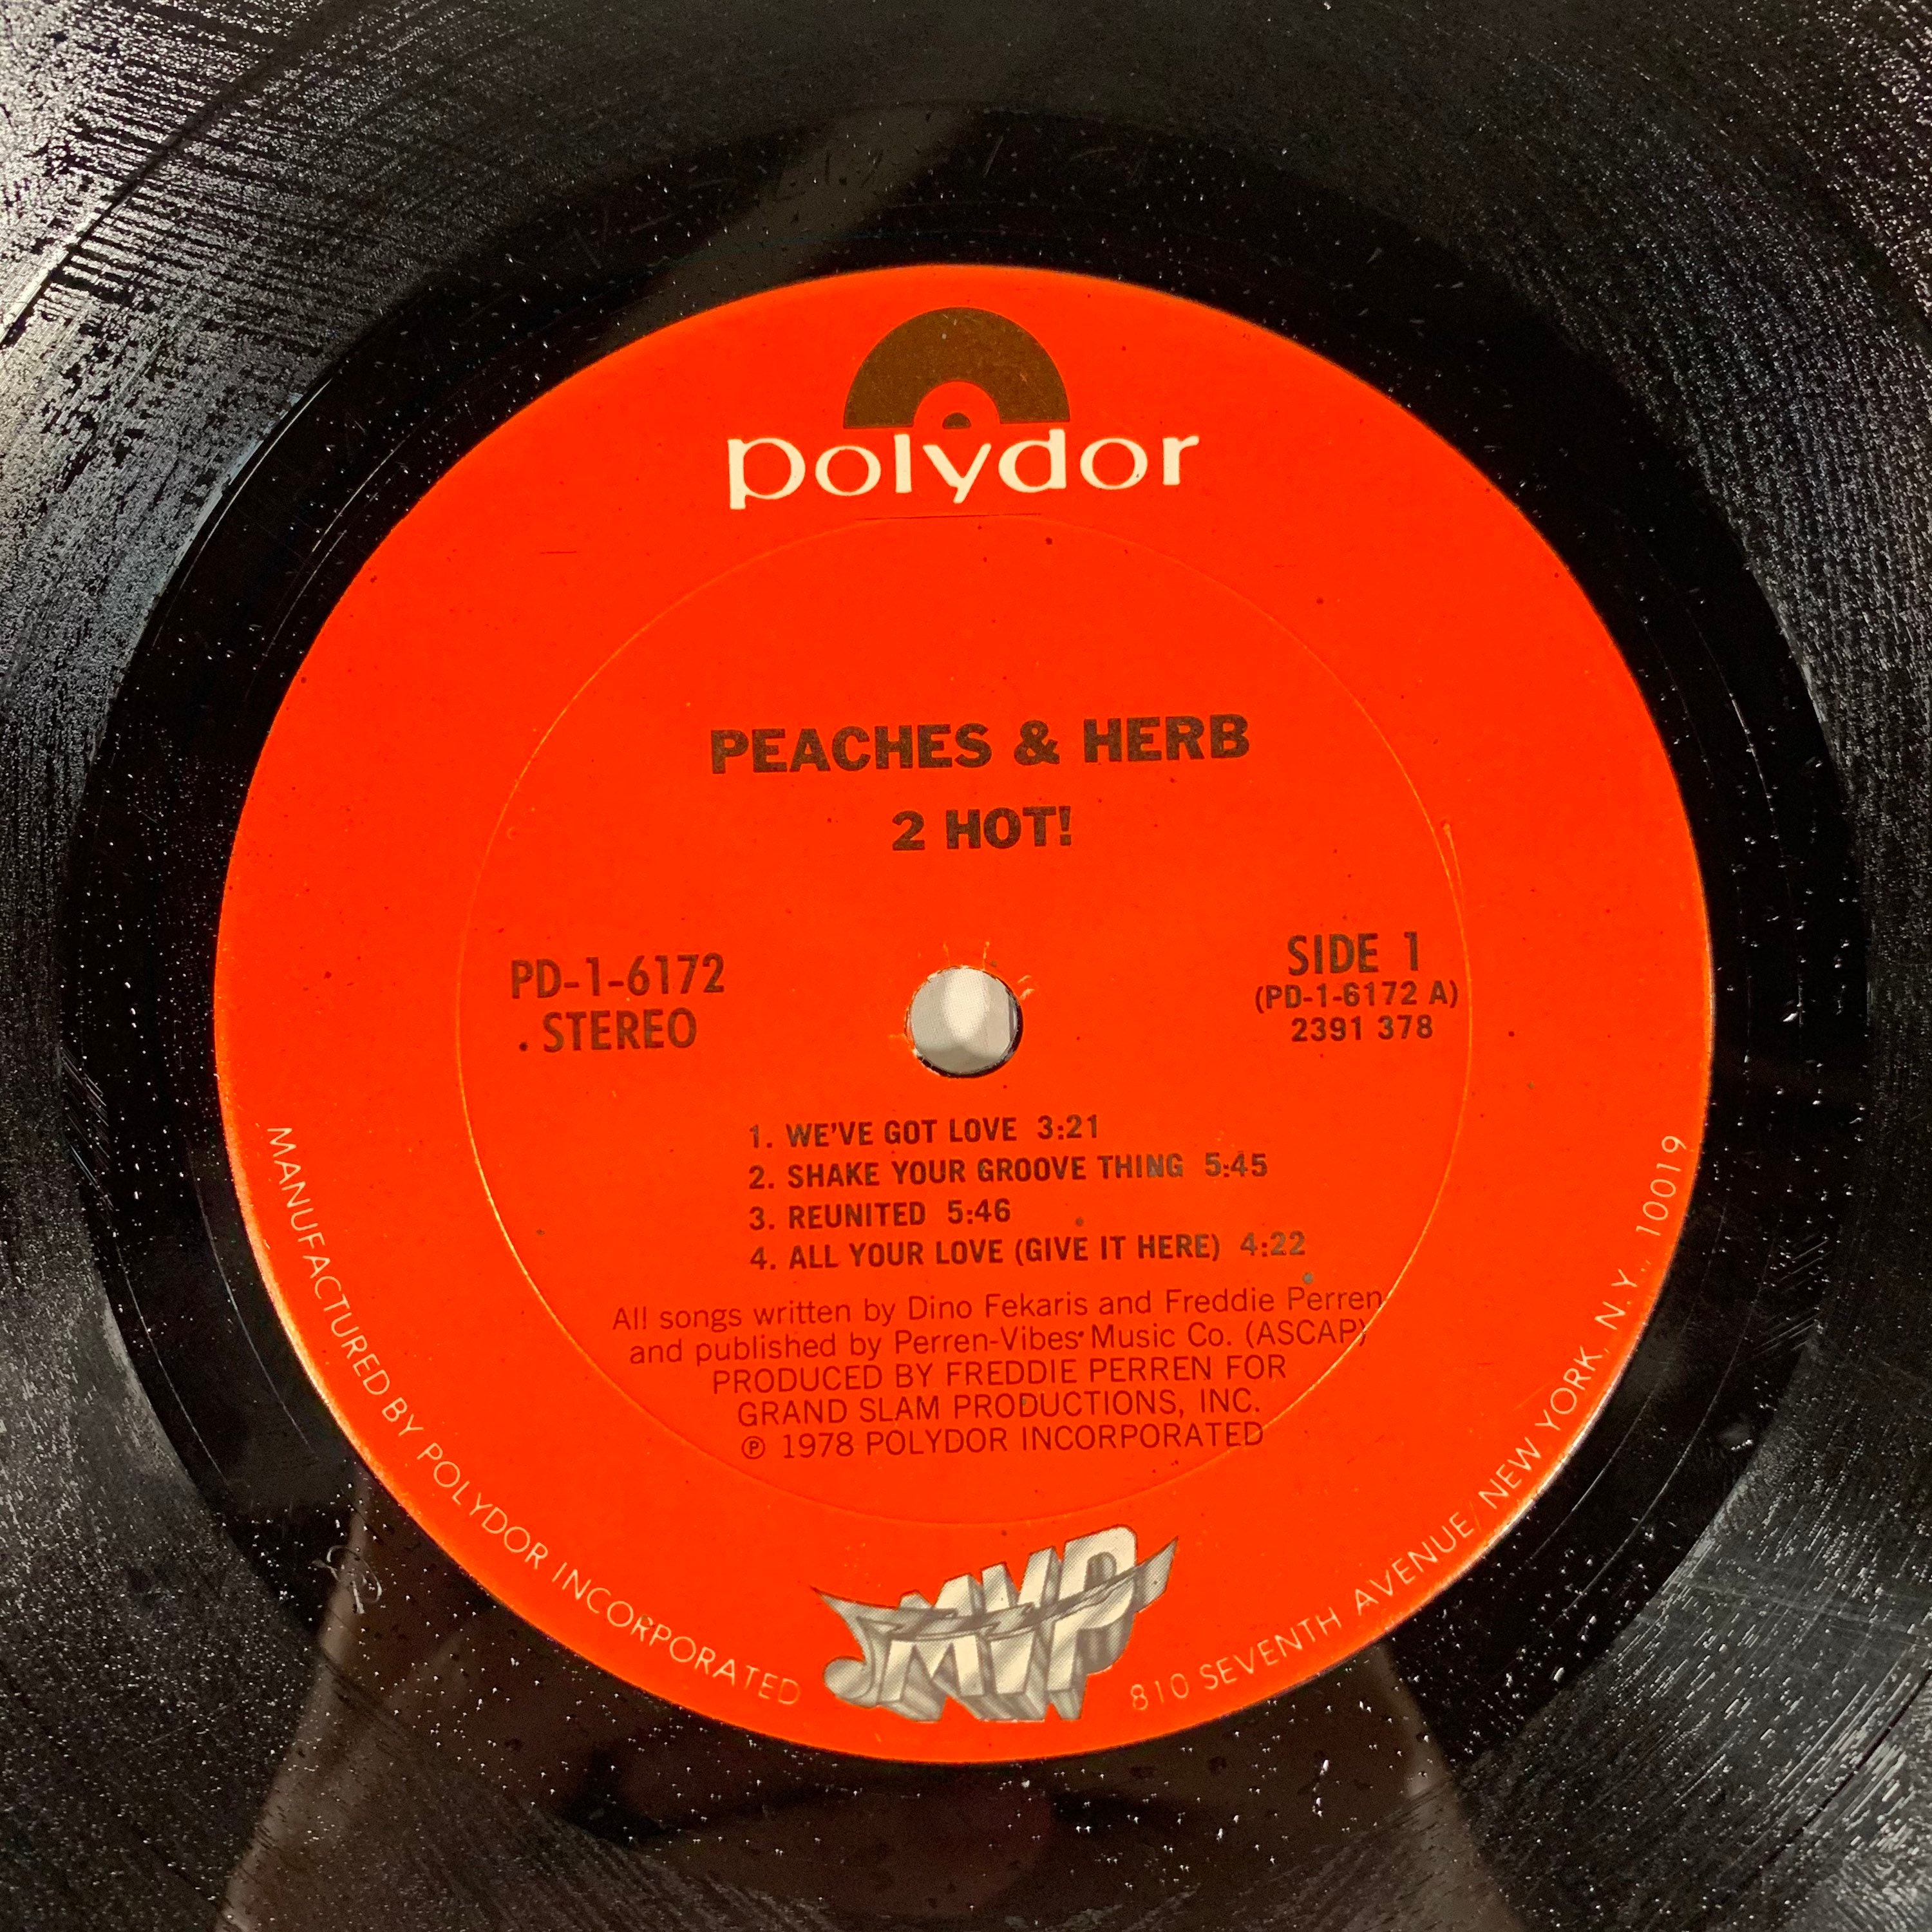 polydor
PEACHES & HERB
2 HOT!
PD-1-6172
STEREO
SIDE 1
(PD-1-6172 A)
2391 378
1. WE'VE GOT LOVE 3:21
2. SHAKE YOUR GROOVE THING 5:45
3. REUNITED 5:46
4. ALL YOUR LOVE (GIVE IT HERE) 4:22
All songs written by Dino Fekaris and Freddie Perren
and published by Perren-Vibes Music Co. (ASCAP)
PRODUCED BY FREDDIE PERREN FOR
GRAND SLAM PRODUCTIONS, INC.
℗ 1978 POLYDOR INCORPORATED
MVP
MANUFACTURED BY POLYDOR INCORPORATED
810 SEVENTH AVENUE, NEW YORK, N.Y., 10019